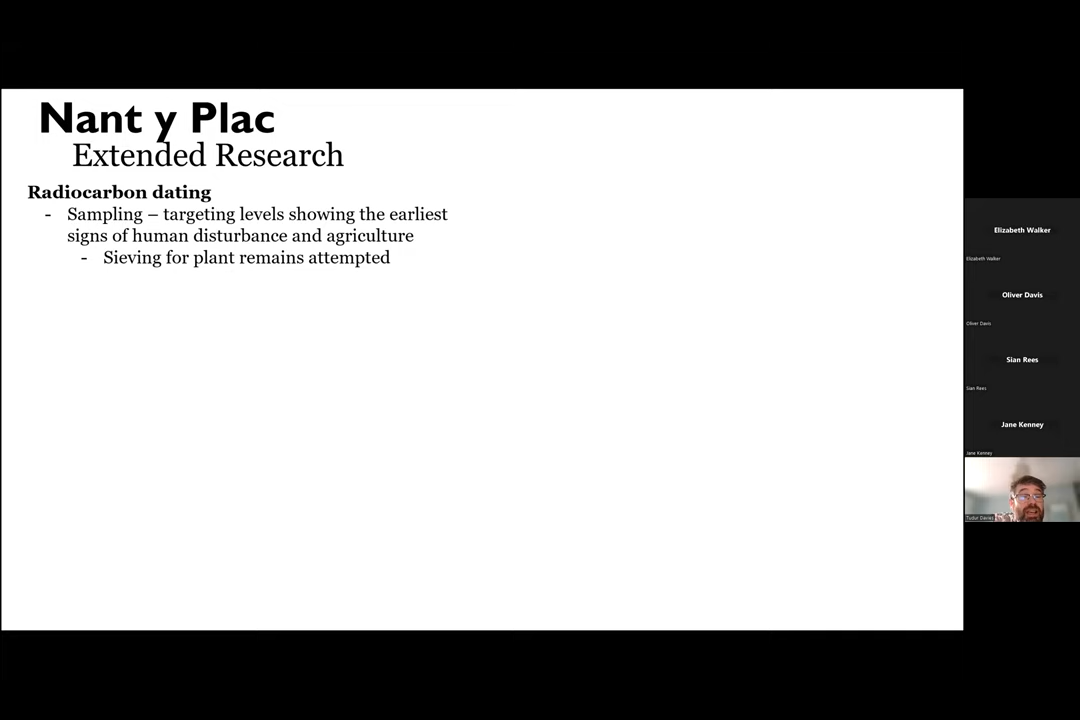 Nant y Plac
Extended Research
Radiocarbon dating
- Sampling – targeting levels showing the earliest
signs of human disturbance and agriculture
- Sieving for plant remains attempted
Elizabeth Walker
Elizabeth Walker
Oliver Davis
Oliver Davis
Sian Rees
Sian Rees
Jane Kenney
Jane Kenney
Tudur Davies